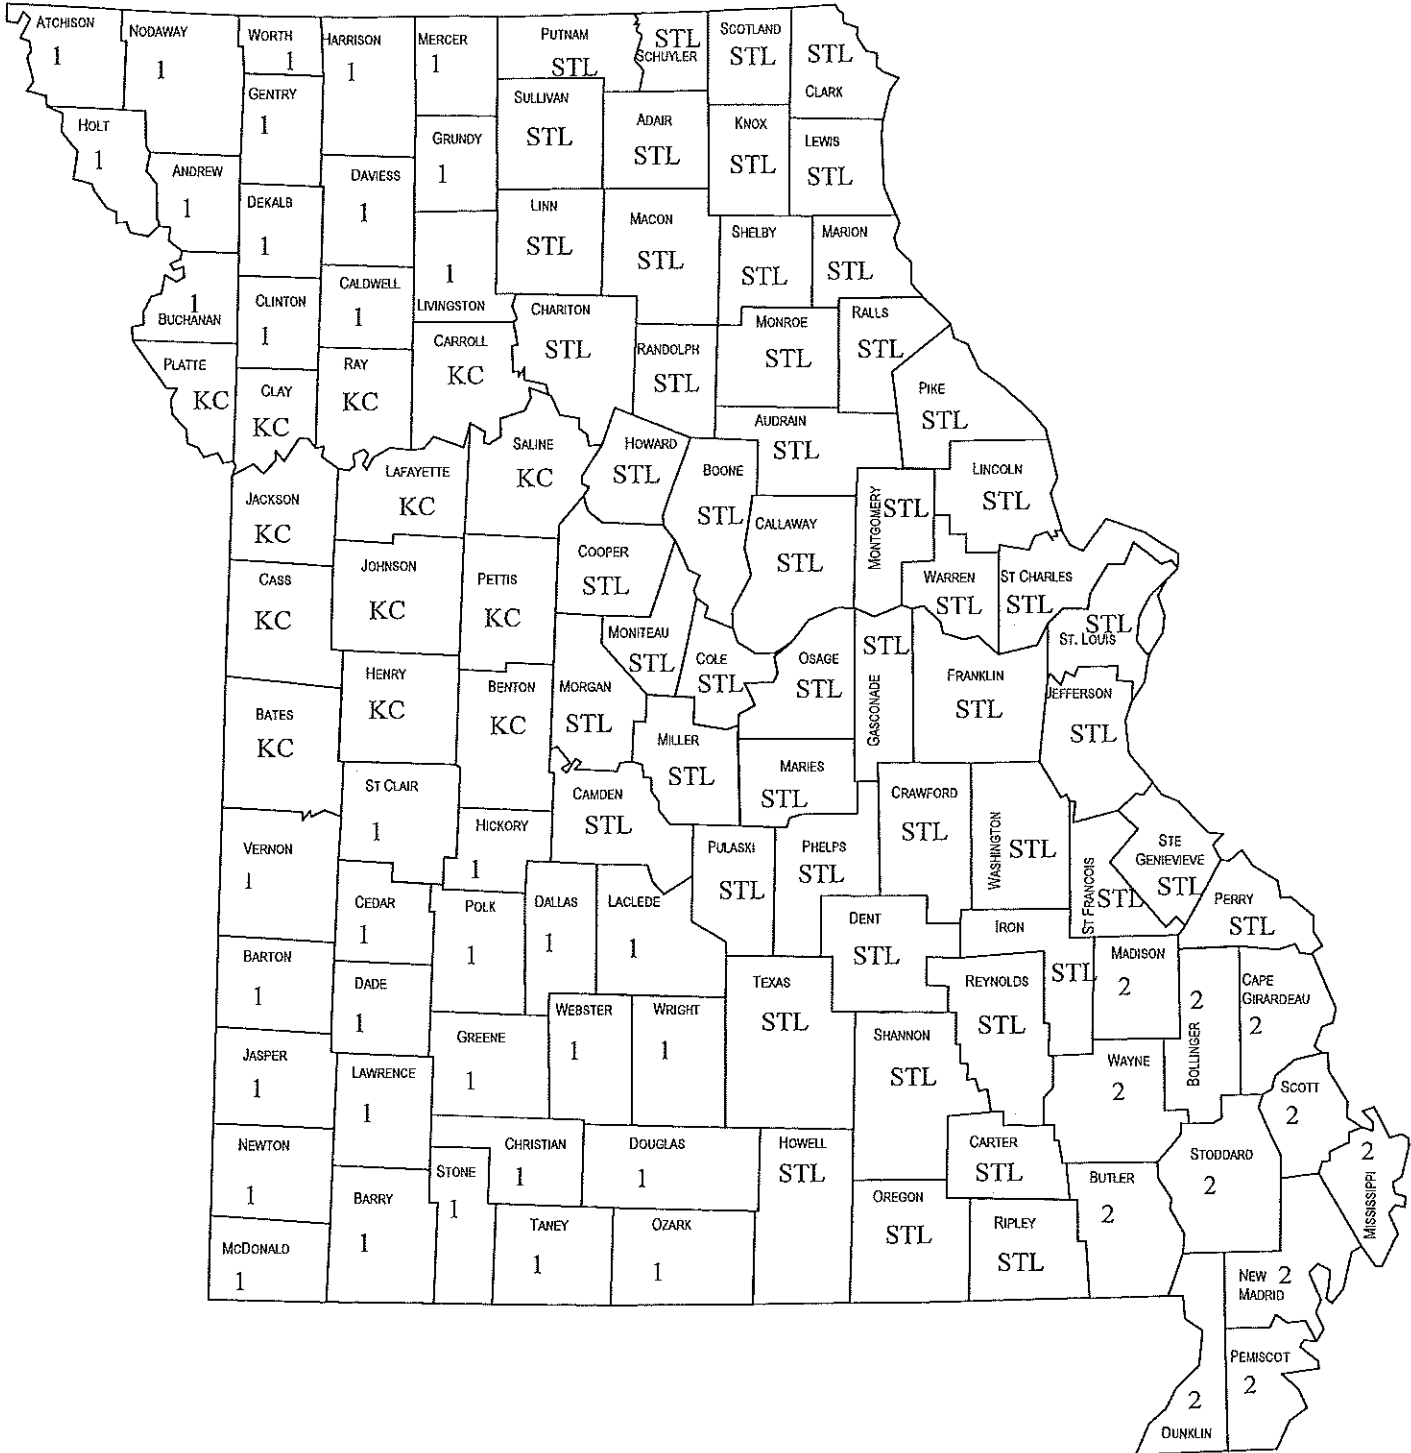 ATCHISON
1
NODAWAY
1
WORTH
1
HARRISON
1
MERCER
1
PUTNAM
STL
STL
SCHUYLER
SCOTLAND
STL
STL
CLARK
HOLT
1
GENTRY
1
SULLIVAN
STL
ADAIR
STL
KNOX
STL
LEWIS
STL
ANDREW
1
DEKALB
1
DAVIESS
1
GRUNDY
1
LINN
STL
MACON
STL
SHELBY
STL
MARION
STL
1
BUCHANAN
CLINTON
1
CALDWELL
1
1
LIVINGSTON
CHARITON
STL
RANDOLPH
STL
MONROE
STL
RALLS
STL
PLATTE
KC
CLAY
KC
RAY
KC
CARROLL
KC
PIKE
STL
AUDRAIN
STL
SALINE
KC
HOWARD
STL
BOONE
STL
LINCOLN
STL
JACKSON
KC
LAFAYETTE
KC
CALLAWAY
STL
MONTGOMERY
STL
COOPER
STL
CASS
KC
JOHNSON
KC
PETTIS
KC
WARREN
STL
ST CHARLES
STL
STL
ST. LOUIS
MONITEAU
STL
COLE
STL
OSAGE
STL
STL
GASCONADE
FRANKLIN
STL
JEFFERSON
STL
BATES
KC
HENRY
KC
BENTON
KC
MORGAN
STL
MILLER
STL
MARIES
STL
ST CLAIR
1
CAMDEN
STL
CRAWFORD
STL
WASHINGTON
STL
VERNON
1
HICKORY
1
PULASKI
STL
PHELPS
STL
ST FRANCOIS
STL
STE
GENIEVIEVE
STL
PERRY
STL
CEDAR
1
POLK
1
DALLAS
1
LACLEDE
1
DENT
STL
IRON
STL
MADISON
2
2
BOLLINGER
CAPE
GIRARDEAU
2
BARTON
1
DADE
1
TEXAS
STL
REYNOLDS
STL
JASPER
1
GREENE
1
WEBSTER
1
WRIGHT
1
SHANNON
STL
WAYNE
2
LAWRENCE
1
SCOTT
2
NEWTON
1
CHRISTIAN
1
DOUGLAS
1
HOWELL
STL
CARTER
STL
STODDARD
2
2
MISSISSIPPI
BARRY
1
STONE
1
TANEY
1
OZARK
1
OREGON
STL
RIPLEY
STL
BUTLER
2
MCDONALD
1
NEW
MADRID
2
PEMISCOT
2
2
DUNKLIN